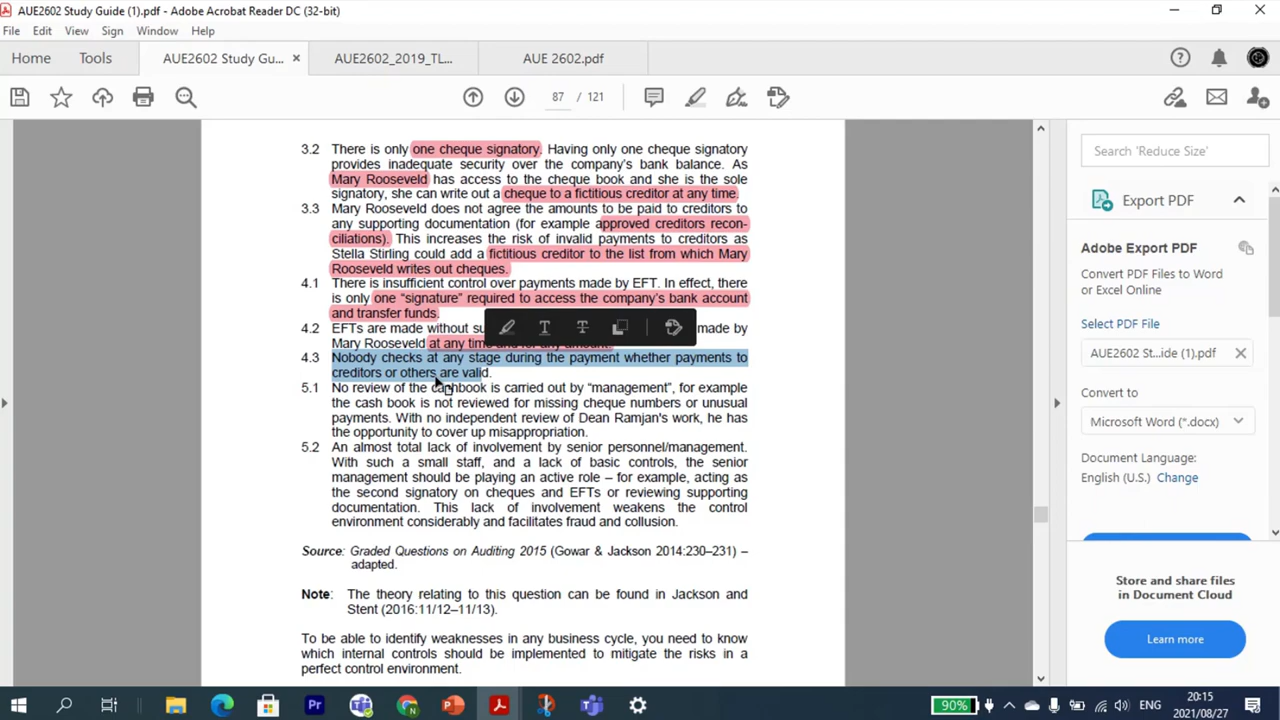 AUE2602 Study Guide (1).pdf - Adobe Acrobat Reader DC (32-bit)
File Edit View Sign Window Help
Home Tools AUE2602 Study Gu... × AUE2602_2019_TL... AUE 2602.pdf
87 / 121
3.2 There is only one cheque signatory. Having only one cheque signatory
provides inadequate security over the company's bank balance. As
Mary Rooseveld has access to the cheque book and she is the sole
signatory, she can write out a cheque to a fictitious creditor at any time.
3.3 Mary Rooseveld does not agree the amounts to be paid to creditors to
any supporting documentation (for example approved creditors recon-
ciliations). This increases the risk of invalid payments to creditors as
Stella Stirling could add a fictitious creditor to the list from which Mary
Rooseveld writes out cheques.
4.1 There is insufficient control over payments made by EFT. In effect, there
is only one “signature” required to access the company’s bank account
and transfer funds.
4.2 EFTs are made without su made by
Mary Rooseveld at any time and for any amount.
4.3 Nobody checks at any stage during the payment whether payments to
creditors or others are valid.
5.1 No review of the cashbook is carried out by “management”, for example
the cash book is not reviewed for missing cheque numbers or unusual
payments. With no independent review of Dean Ramjan's work, he has
the opportunity to cover up misappropriation.
5.2 An almost total lack of involvement by senior personnel/management.
With such a small staff, and a lack of basic controls, the senior
management should be playing an active role – for example, acting as
the second signatory on cheques and EFTs or reviewing supporting
documentation. This lack of involvement weakens the control
environment considerably and facilitates fraud and collusion.
Source: Graded Questions on Auditing 2015 (Gowar & Jackson 2014:230–231) –
adapted.
Note: The theory relating to this question can be found in Jackson and
Stent (2016:11/12–11/13).
To be able to identify weaknesses in any business cycle, you need to know
which internal controls should be implemented to mitigate the risks in a
perfect control environment.
Search 'Reduce Size'
Export PDF
Adobe Export PDF
Convert PDF Files to Word
or Excel Online
Select PDF File
AUE2602 St...ide (1).pdf
Convert to
Microsoft Word (*.docx)
Document Language:
English (U.S.) Change
Store and share files
in Document Cloud
Learn more
90% ENG 20:15
2021/08/27